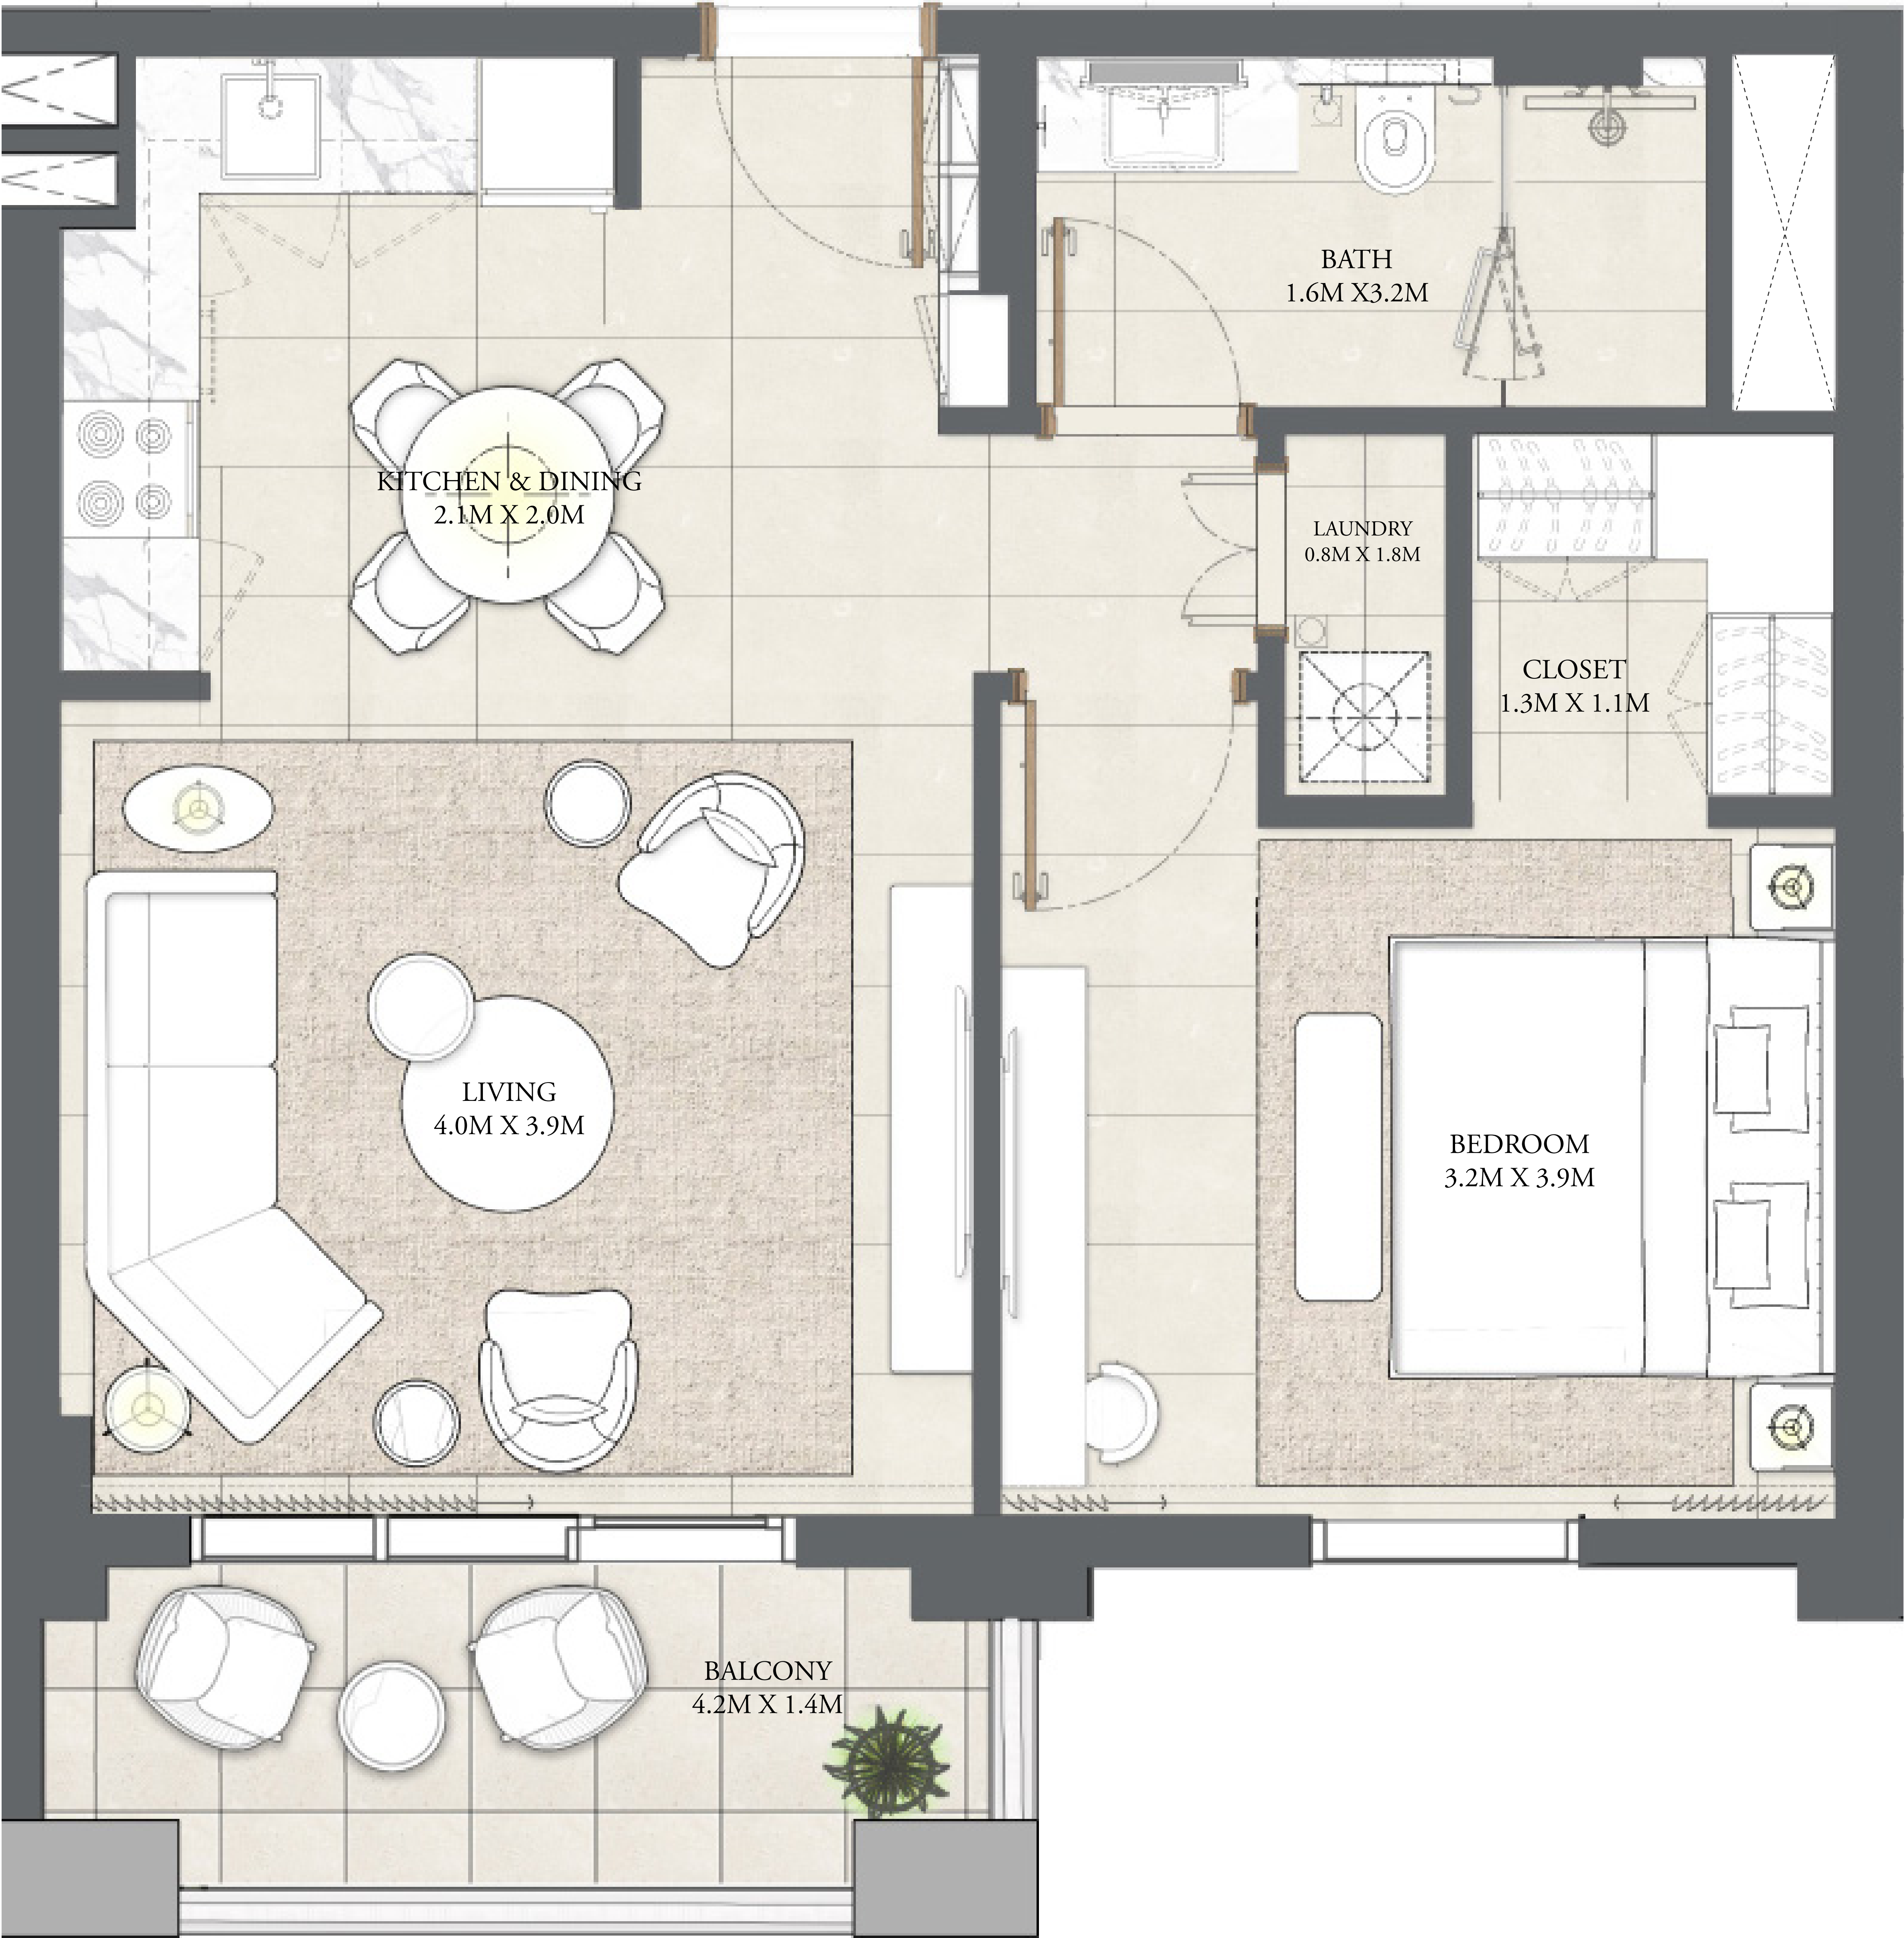 BATH
1.6M X3.2M
KITCHEN & DINING
2.1M X 2.0M
LAUNDRY
0.8M X 1.8M
CLOSET
1.3M X 1.1M
LIVING
4.0M X 3.9M
BEDROOM
3.2M X 3.9M
BALCONY
4.2M X 1.4M